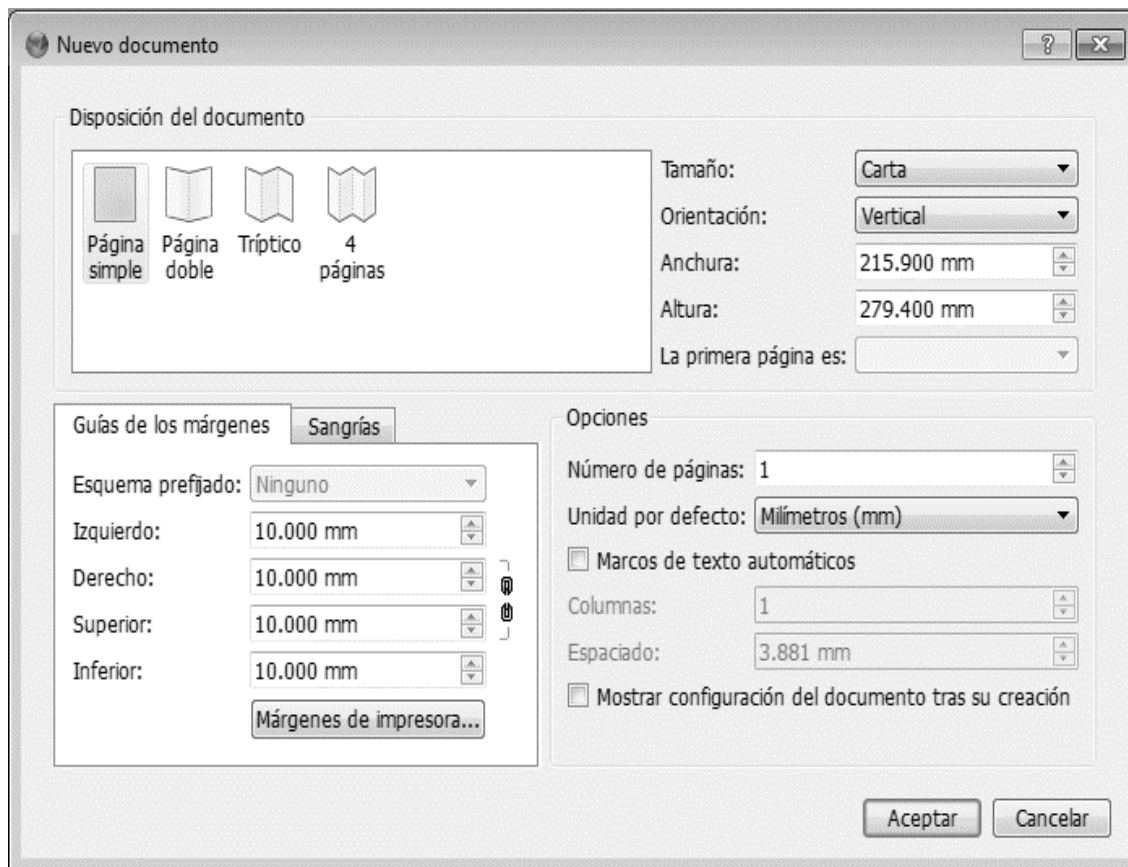 Nuevo documento
Disposición del documento
Página simple
Página doble
Tríptico
4 páginas
Tamaño: Carta
Orientación: Vertical
Anchura: 215.900 mm
Altura: 279.400 mm
La primera página es:
Guías de los márgenes
Sangrías
Esquema prefijado: Ninguno
Izquierdo: 10.000 mm
Derecho: 10.000 mm
Superior: 10.000 mm
Inferior: 10.000 mm
Márgenes de impresora...
Opciones
Número de páginas: 1
Unidad por defecto: Milímetros (mm)
Marcos de texto automáticos
Columnas: 1
Espaciado: 3.881 mm
Mostrar configuración del documento tras su creación
Aceptar
Cancelar